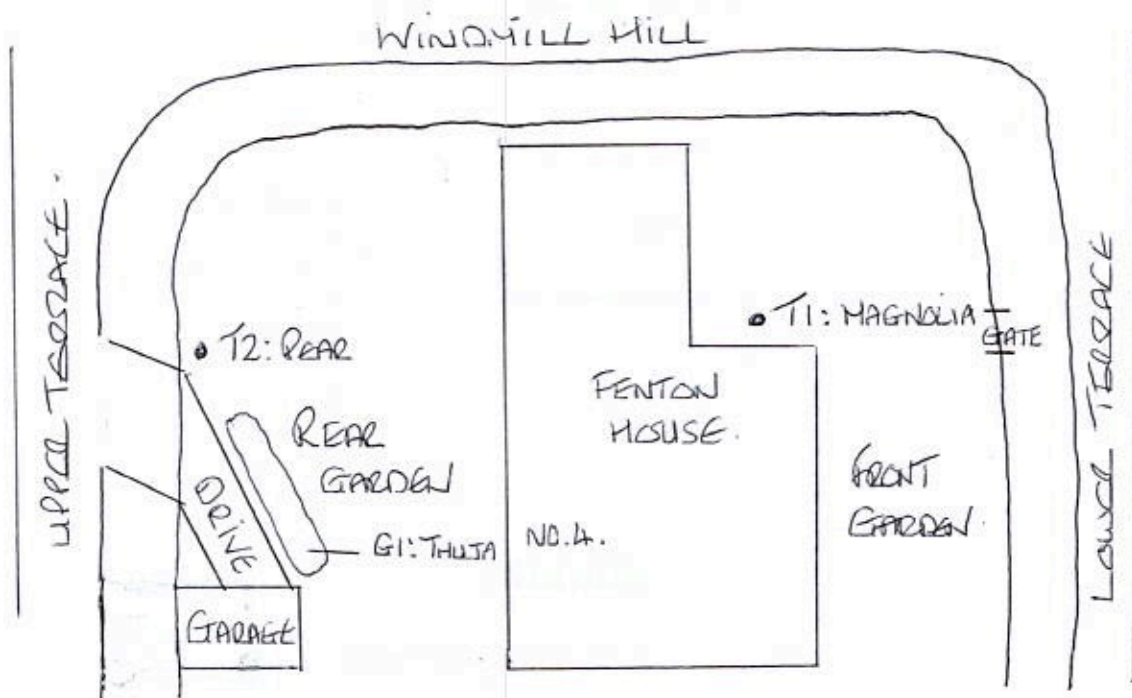 WINDMILL HILL
UPPER TERRACE.
T2: PEAR
T1: MAGNOLIA
GATE
FENTON
HOUSE.
REAR
GARDEN
DRIVE
G1: THUJA
NO.4.
FRONT
GARDEN.
GARAGE
LOWER TERRACE